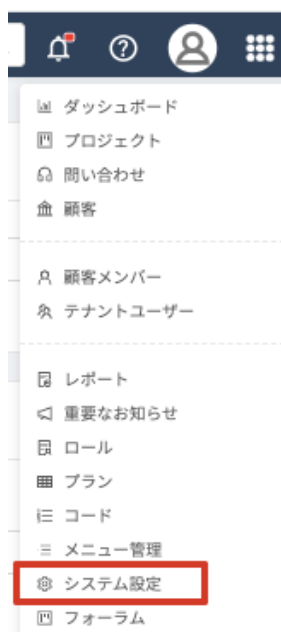 ダッシュボード
プロジェクト
問い合わせ
顧客
顧客メンバー
テナントユーザー
レポート
重要なお知らせ
ロール
プラン
コード
メニュー管理
システム設定
フォーラム